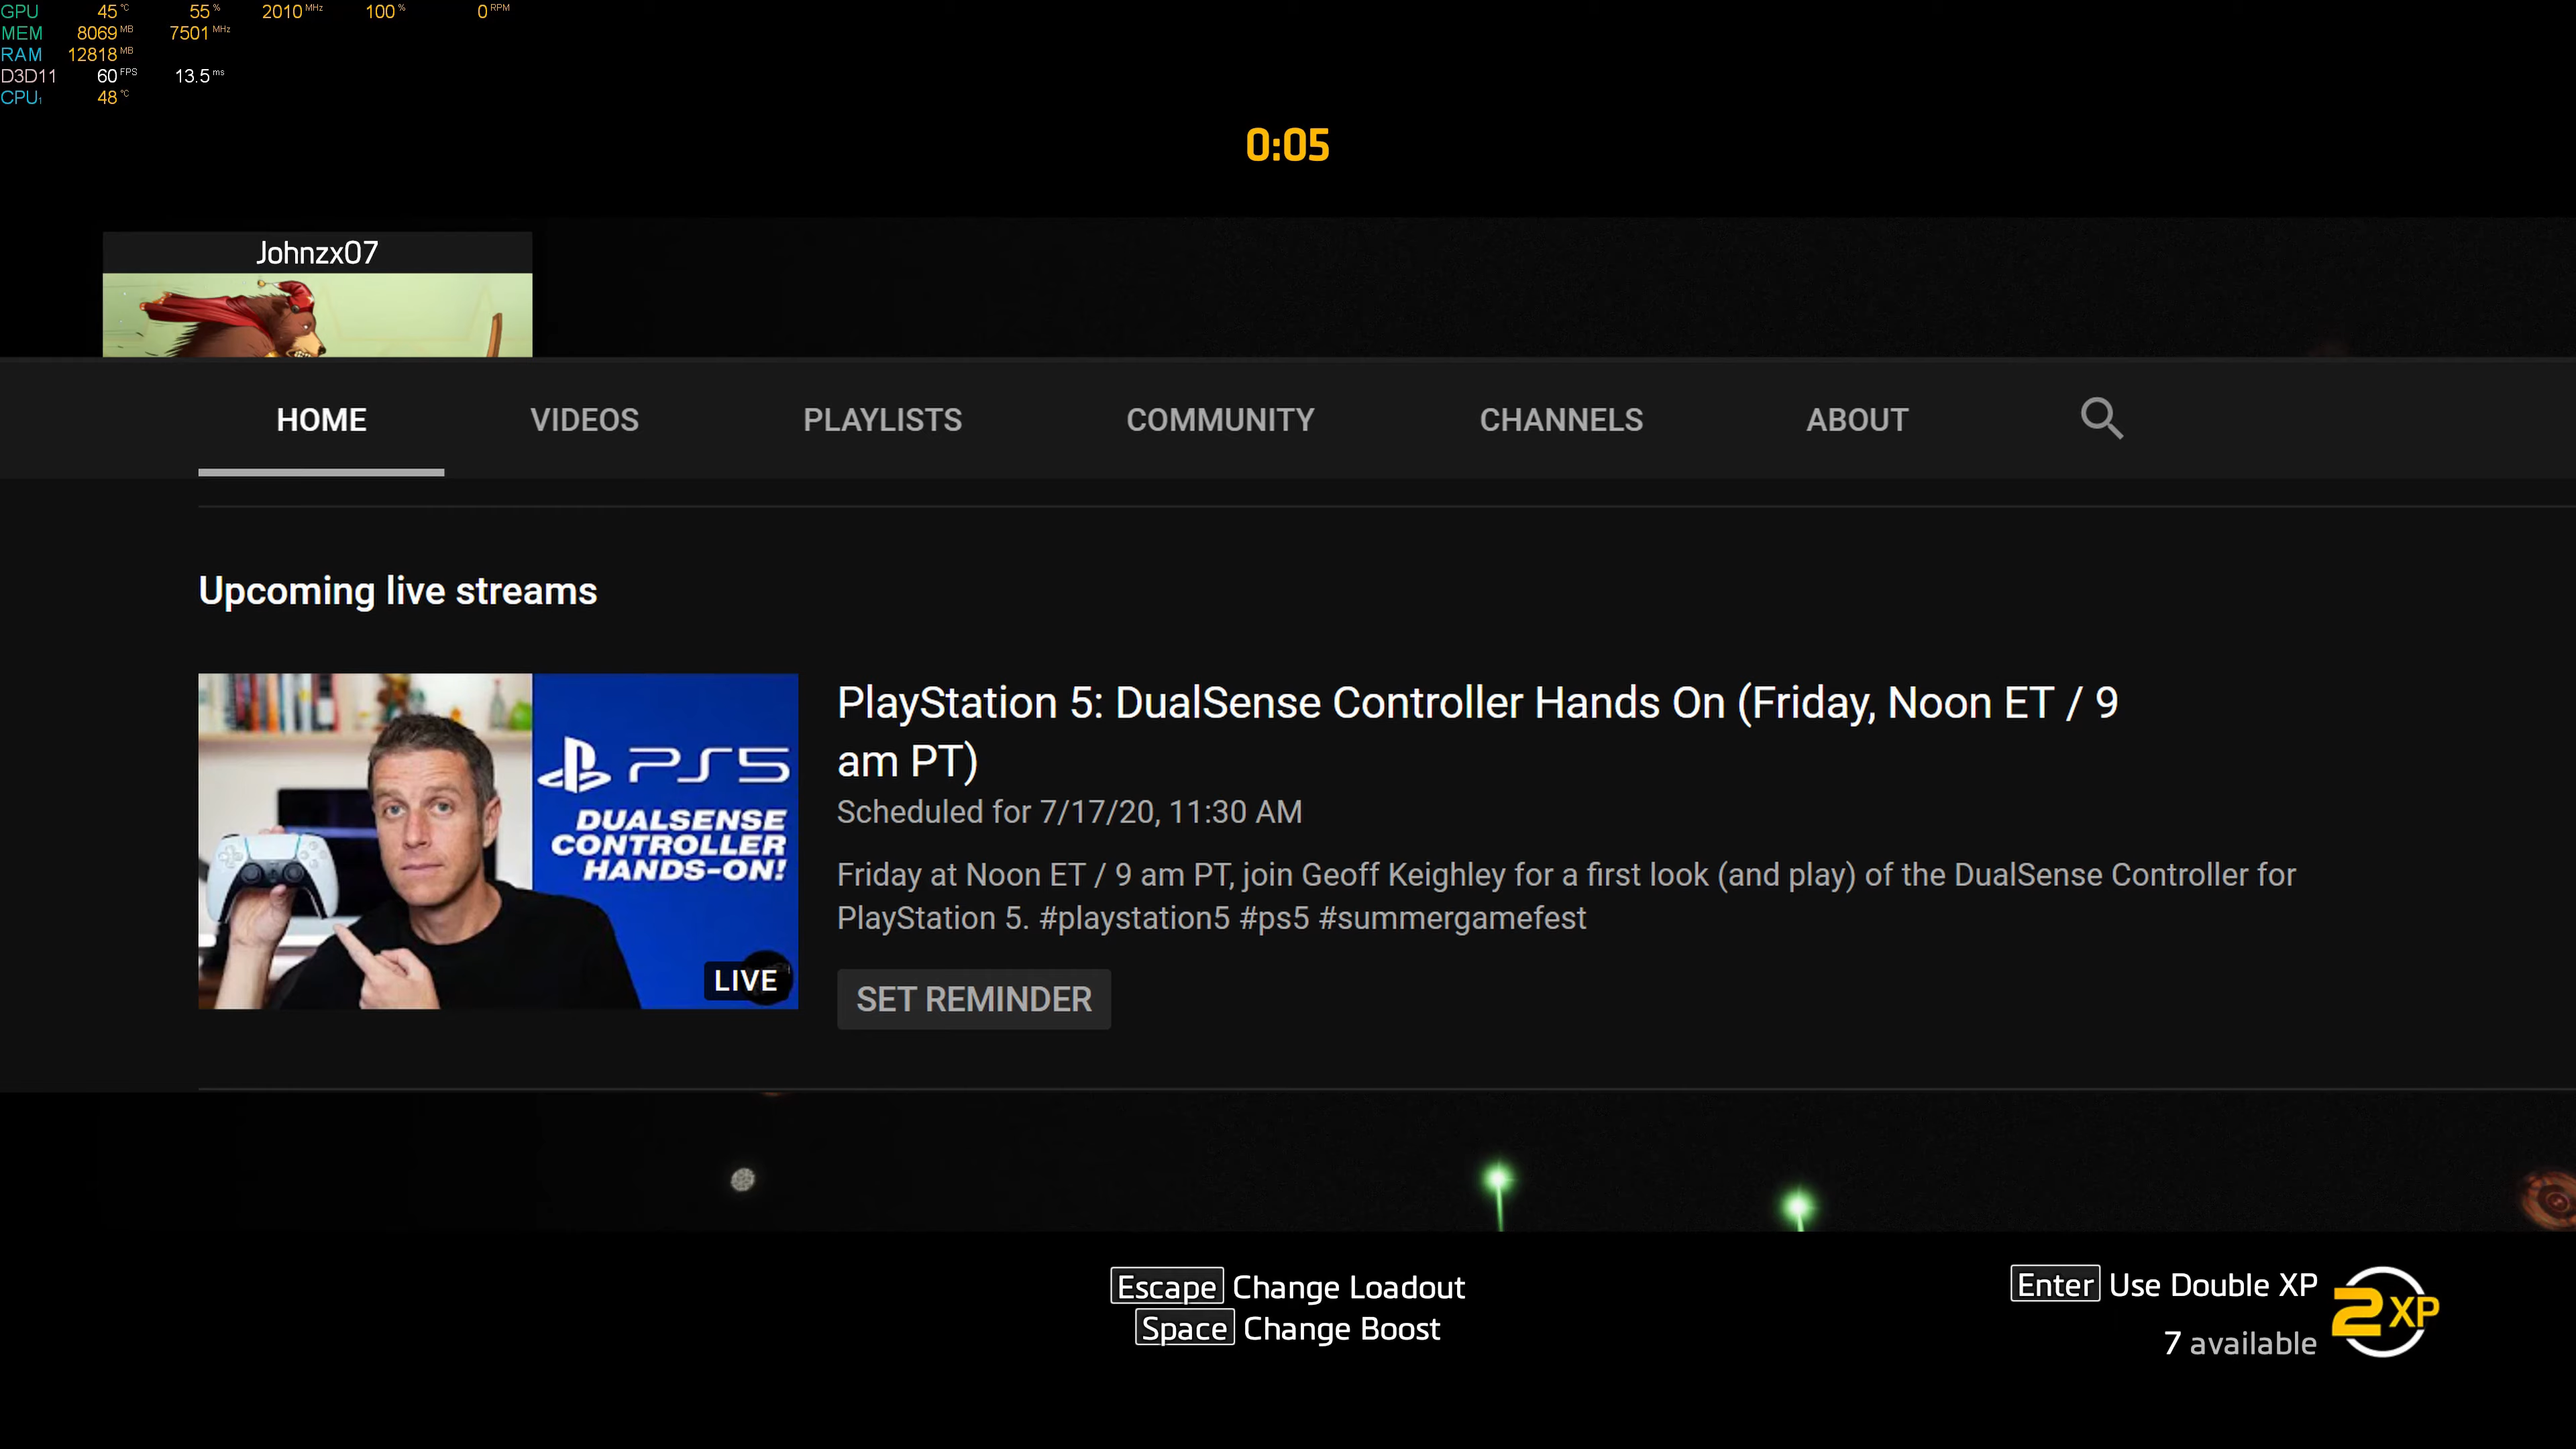 GPU 45 °C 55 % 2010 MHz 100 % 0 RPM
MEM 8069 MB 7501 MHz
RAM 12818 MB
D3D11 60 FPS 13.5 ms
CPU1 48 °C
0:05
Johnzx07
HOME VIDEOS PLAYLISTS COMMUNITY CHANNELS ABOUT
Upcoming live streams
PS5
DUALSENSE
CONTROLLER
HANDS-ON!
LIVE
PlayStation 5: DualSense Controller Hands On (Friday, Noon ET / 9
am PT)
Scheduled for 7/17/20, 11:30 AM
Friday at Noon ET / 9 am PT, join Geoff Keighley for a first look (and play) of the DualSense Controller for
PlayStation 5. #playstation5 #ps5 #summergamefest
SET REMINDER
Escape Change Loadout
Space Change Boost
Enter Use Double XP
7 available
2XP